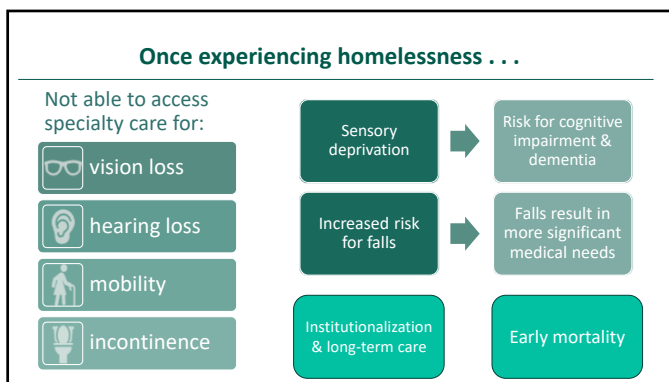 Once experiencing homelessness . . .
Not able to access
specialty care for:
vision loss
hearing loss
mobility
incontinence
Sensory
deprivation
Risk for cognitive
impairment &
dementia
Increased risk
for falls
Falls result in
more significant
medical needs
Institutionalization
& long-term care
Early mortality